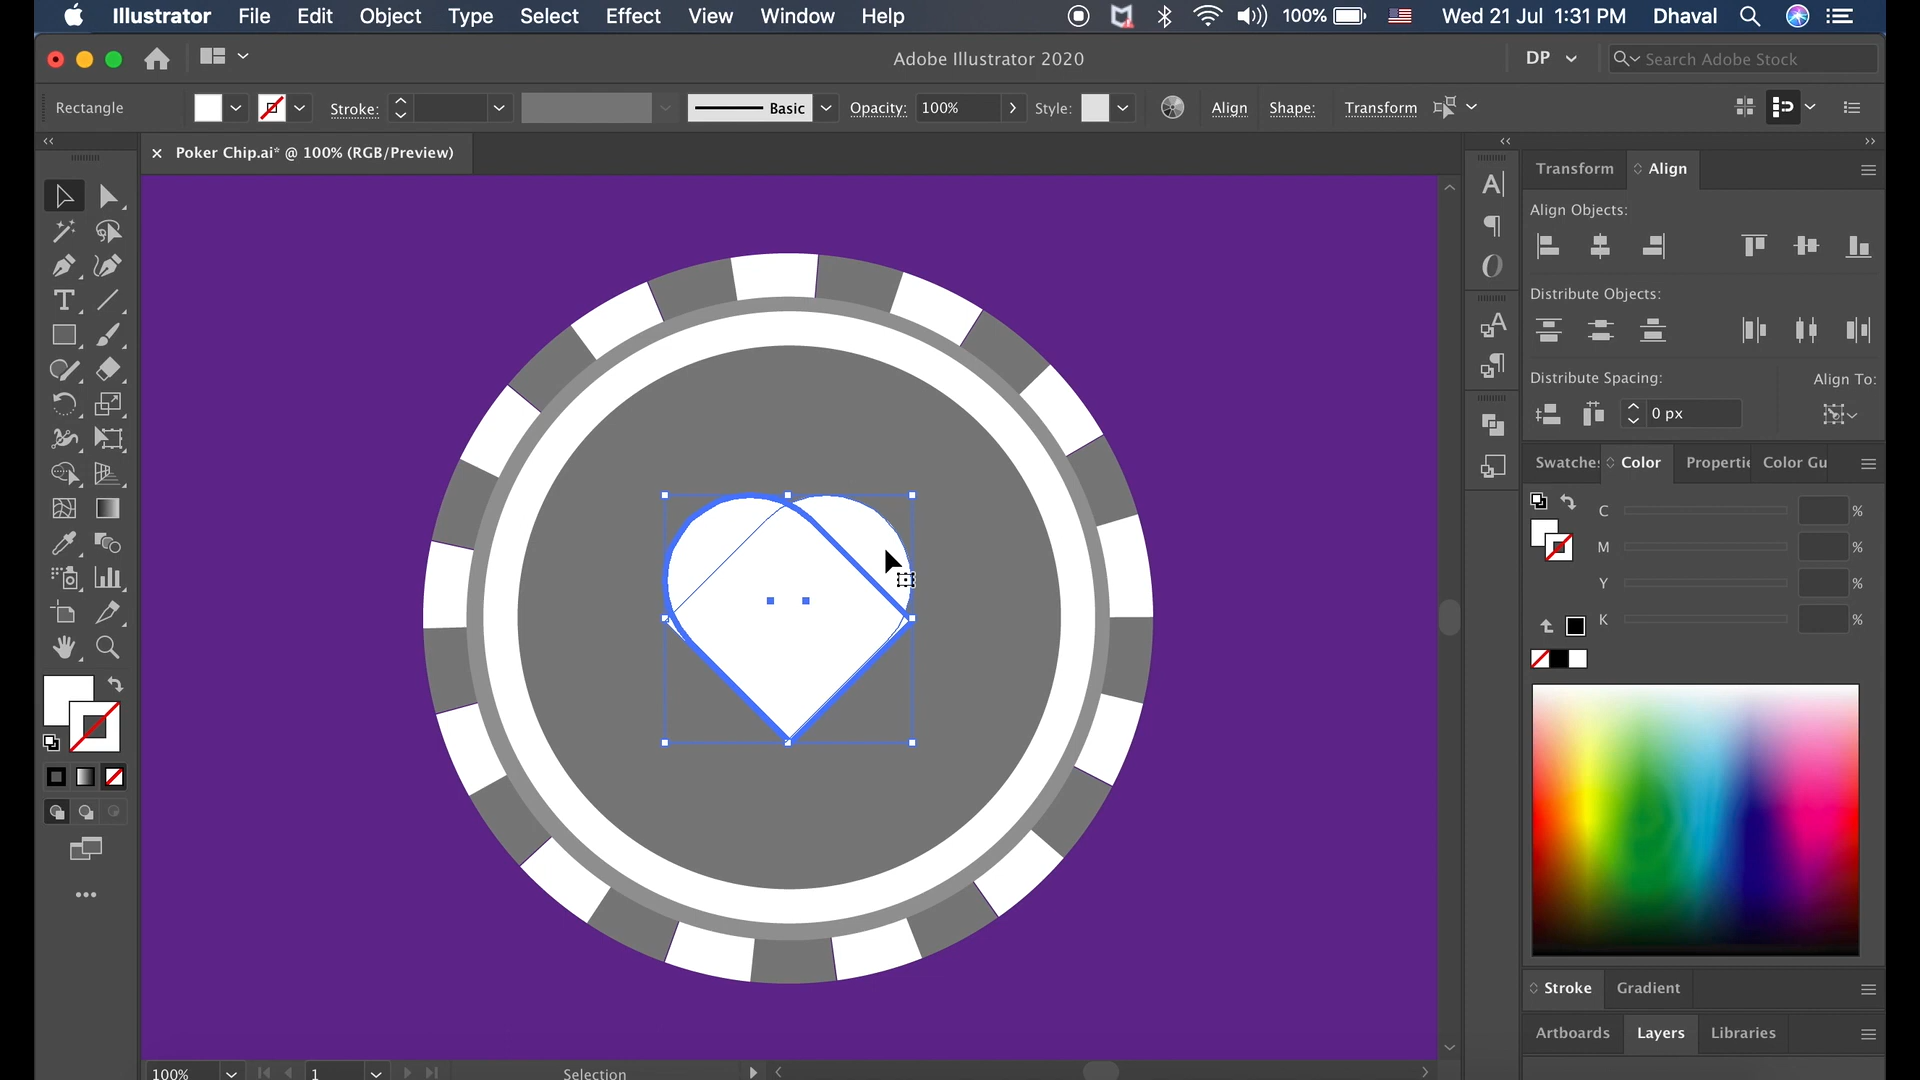 Illustrator File Edit Object Type Select Effect View Window Help 100% Wed 21 Jul 1:31 PM Dhaval
Adobe Illustrator 2020 DP Search Adobe Stock
Rectangle Stroke: Basic Opacity: 100% Style: Align Shape: Transform
Poker Chip.ai* @ 100% (RGB/Preview)
Transform Align
Align Objects:
Distribute Objects:
Distribute Spacing: Align To:
0 px
Swatches Color Propertie Color Gu
C %
M %
Y %
K %
Stroke Gradient
Artboards Layers Libraries
100% 1 Selection